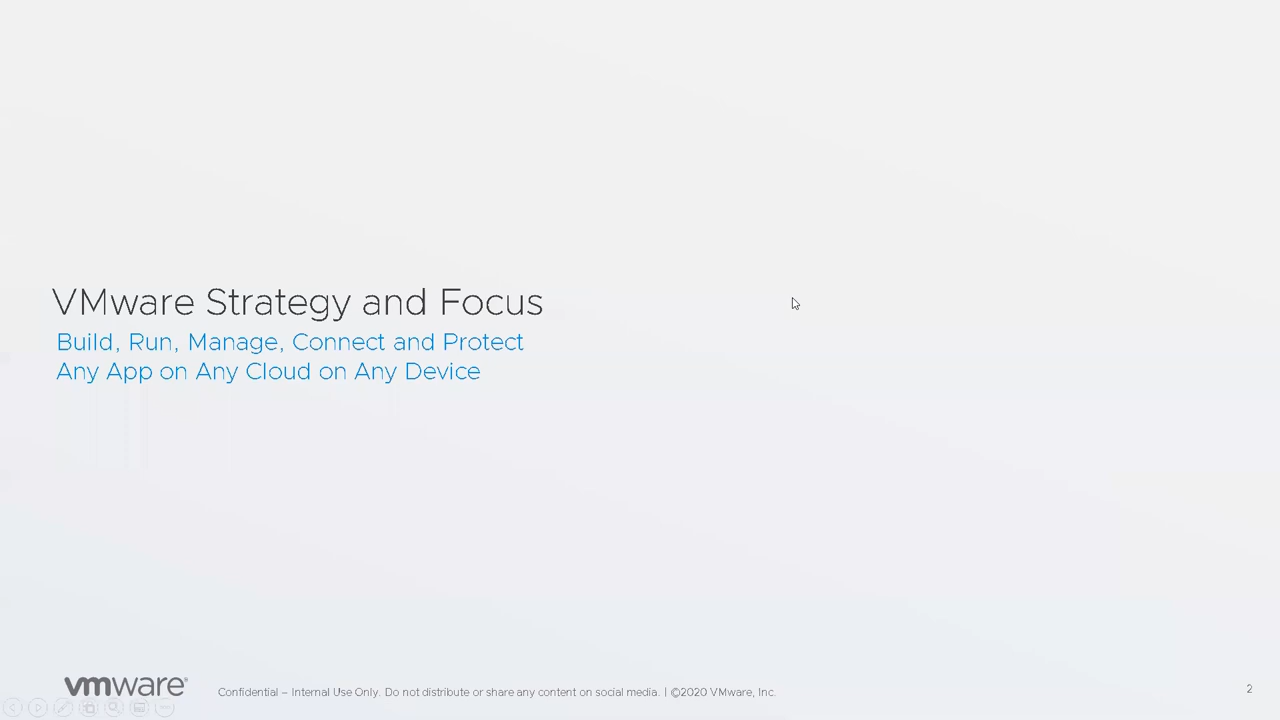 VMware Strategy and Focus
Build, Run, Manage, Connect and Protect
Any App on Any Cloud on Any Device
vmware®
Confidential – Internal Use Only. Do not distribute or share any content on social media. | ©2020 VMware, Inc.
2